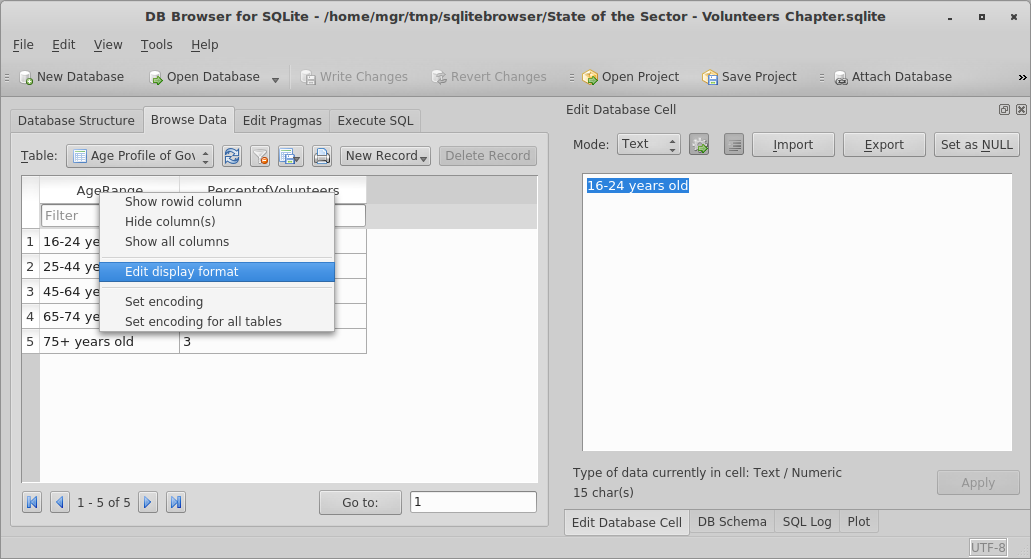 DB Browser for SQLite - /home/mgr/tmp/sqlitebrowser/State of the Sector - Volunteers Chapter.sqlite
File Edit View Tools Help
New Database Open Database Write Changes Revert Changes Open Project Save Project Attach Database »
Database Structure Browse Data Edit Pragmas Execute SQL
Table: Age Profile of Gov New Record Delete Record
AgeRange PercentofVolunteers
Filter
1 16-24 ye
2 25-44 ye
3 45-64 ye
4 65-74 ye
5 75+ years old 3
Show rowid column
Hide column(s)
Show all columns
Edit display format
Set encoding
Set encoding for all tables
1 - 5 of 5 Go to: 1
Edit Database Cell
Mode: Text Import Export Set as NULL
16-24 years old
Type of data currently in cell: Text / Numeric
15 char(s)
Apply
Edit Database Cell DB Schema SQL Log Plot
UTF-8